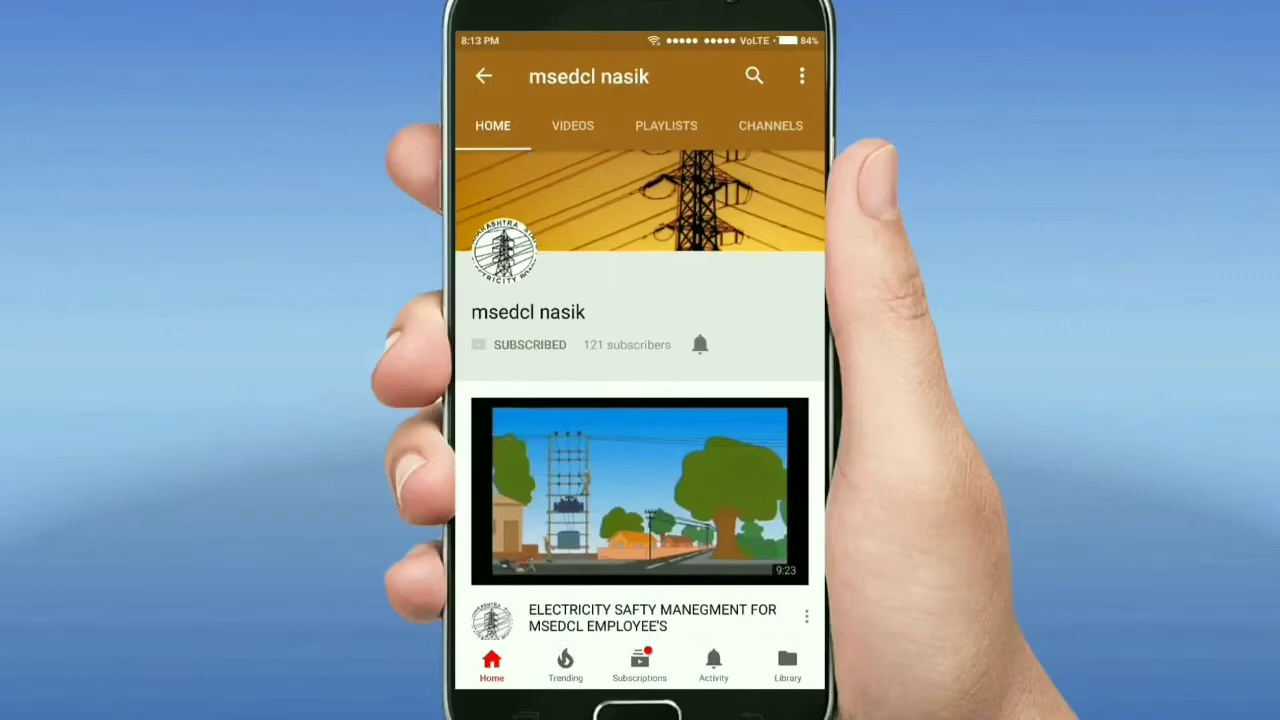 8:13 PM VoLTE 84%
msedcl nasik
HOME VIDEOS PLAYLISTS CHANNELS
msedcl nasik
SUBSCRIBED 121 subscribers
9:23
ELECTRICITY SAFTY MANEGMENT FOR
MSEDCL EMPLOYEE'S
Home Trending Subscriptions Activity Library